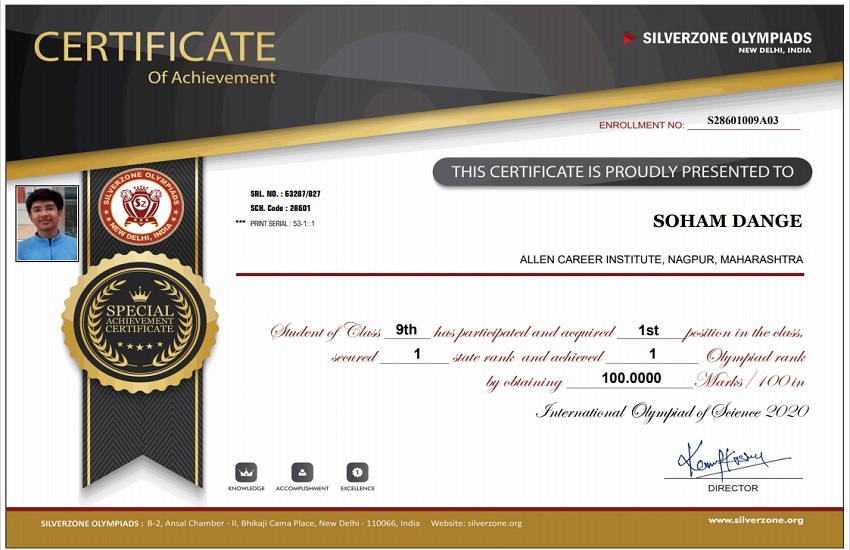 CERTIFICATE
Of Achievement
SILVERZONE OLYMPIADS
NEW DELHI, INDIA
ENROLLMENT NO: S28601009A03
THIS CERTIFICATE IS PROUDLY PRESENTED TO
SILVERZONE OLYMPIADS
SZ
NEW DELHI, INDIA
SRL. NO. : 53287/827
SCH. Code : 28601
*** PRINT SERIAL : 53-1::1
SOHAM DANGE
ALLEN CAREER INSTITUTE, NAGPUR, MAHARASHTRA
SPECIAL
ACHIEVEMENT
CERTIFICATE
Student of Class 9th has participated and acquired 1st position in the class,
secured 1 state rank and achieved 1 Olympiad rank
by obtaining 100.0000 Marks / 100 in
International Olympiad of Science 2020
KNOWLEDGE ACCOMPLISHMENT EXCELLENCE
DIRECTOR
SILVERZONE OLYMPIADS : B-2, Ansal Chamber - II, Bhikaji Cama Place, New Delhi - 110066, India Website: silverzone.org
www.silverzone.org